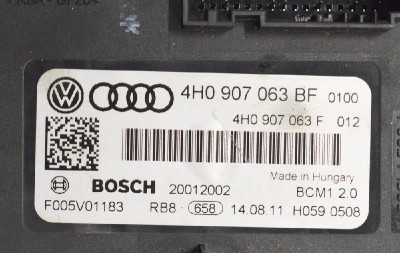 4H0 907 063 BF 0100
4H0 907 063 F 012
Made in Hungary
BOSCH 20012002 BCM1 2.0
F005V01183 RB8- 658 14.08.11 H059 0508